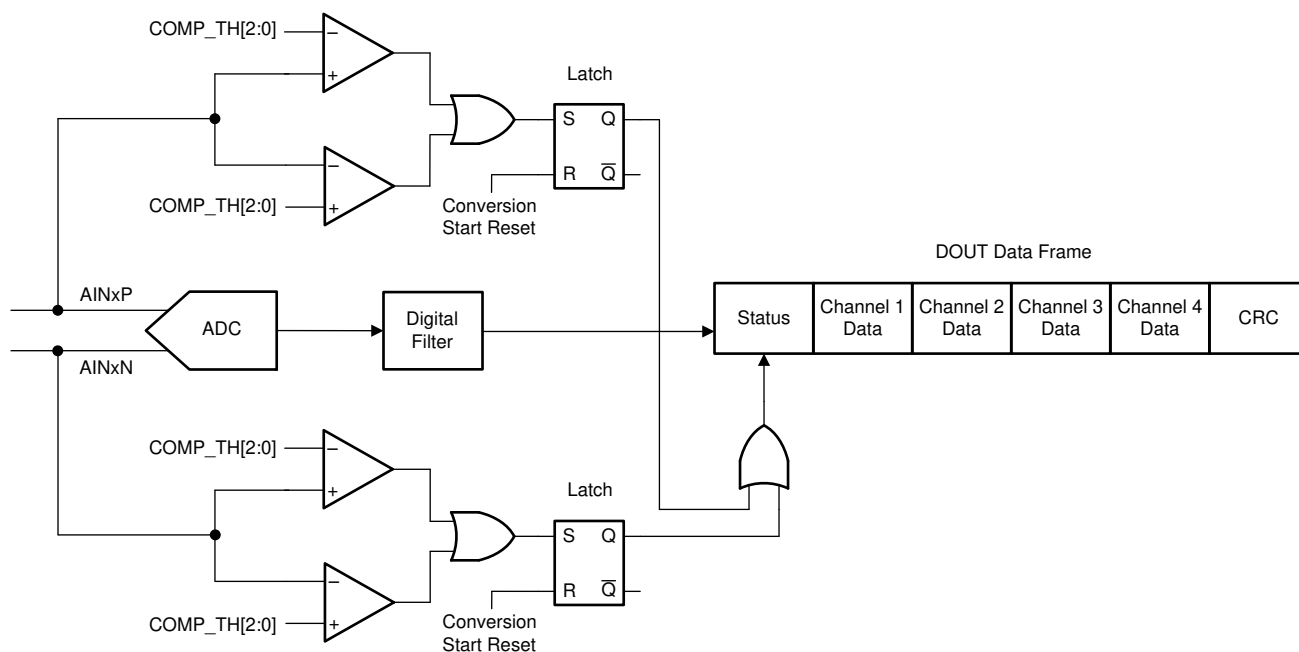 COMP_TH[2:0]
−
+
Latch
S Q
−
R Q̅
COMP_TH[2:0]
+
Conversion
Start Reset
DOUT Data Frame
AINxP
ADC
Digital
Filter
Status
Channel 1
Data
Channel 2
Data
Channel 3
Data
Channel 4
Data
CRC
AINxN
COMP_TH[2:0]
−
+
Latch
S Q
−
R Q̅
COMP_TH[2:0]
+
Conversion
Start Reset